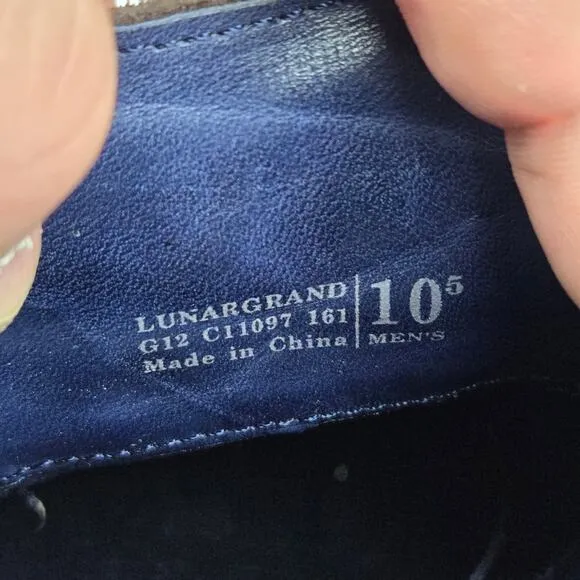 LUNARGRAND
G12 C11097 161
Made in China
10⁵
MEN'S